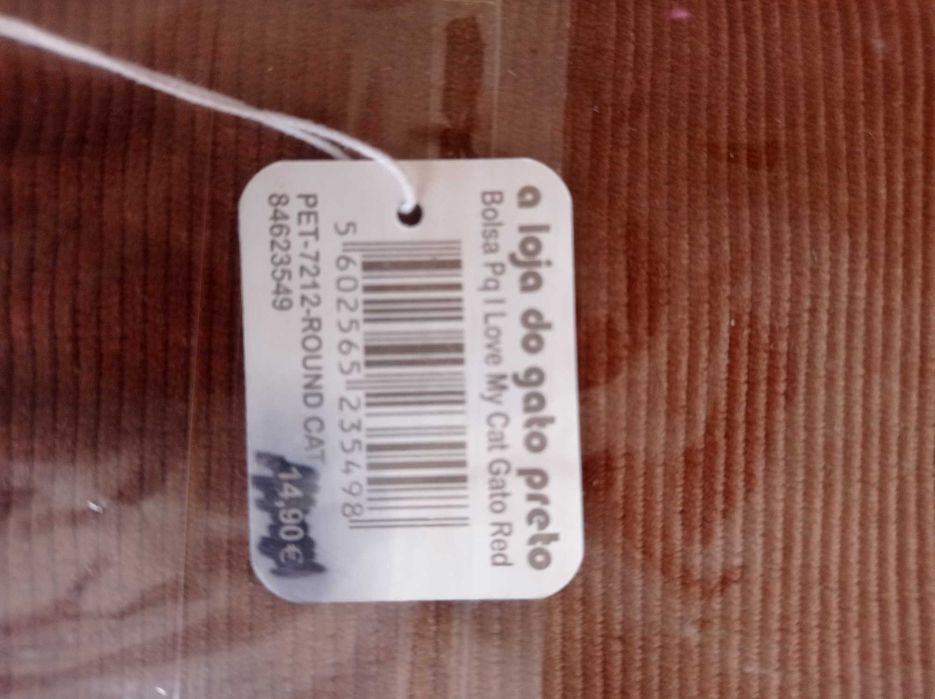 a loja do gato preto
Bolsa Pq I Love My Cat Gato Red
5 602565 235498
PET-7212-ROUND CAT
84623549
14,90€